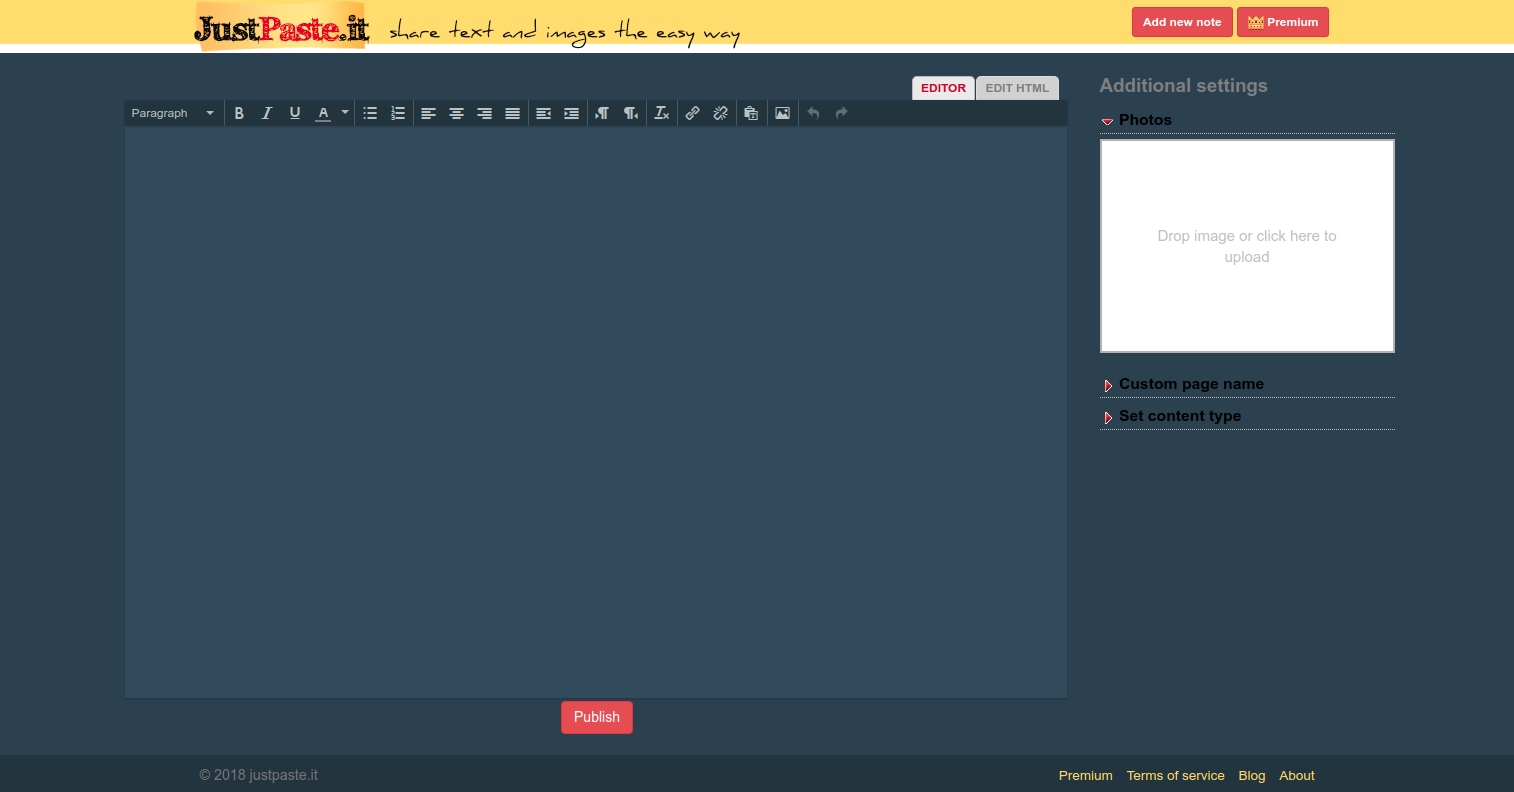 JustPaste.it share text and images the easy way
Add new note Premium
EDITOR EDIT HTML
Paragraph
Additional settings
Photos
Drop image or click here to
upload
Custom page name
Set content type
Publish
© 2018 justpaste.it
Premium Terms of service Blog About